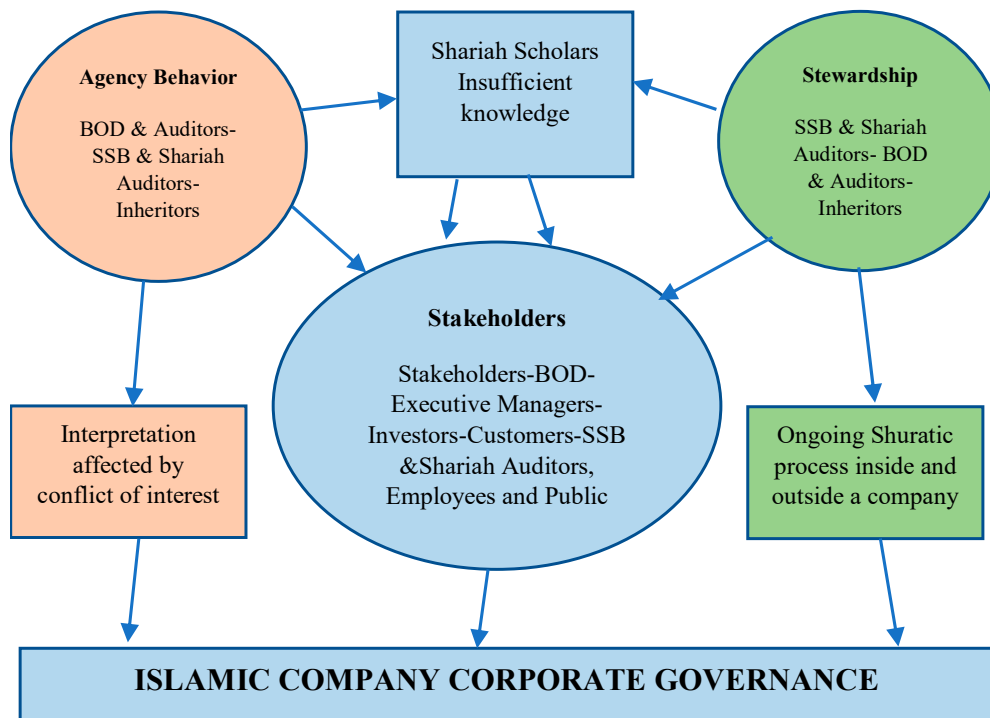 Agency Behavior
BOD & Auditors-
SSB & Shariah
Auditors-
Inheritors
Shariah Scholars
Insufficient
knowledge
Stewardship
SSB & Shariah
Auditors- BOD
& Auditors-
Inheritors
Stakeholders
Stakeholders-BOD-
Executive Managers-
Investors-Customers-SSB
&Shariah Auditors,
Employees and Public
Interpretation
affected by
conflict of interest
Ongoing Shuratic
process inside and
outside a company
ISLAMIC COMPANY CORPORATE GOVERNANCE